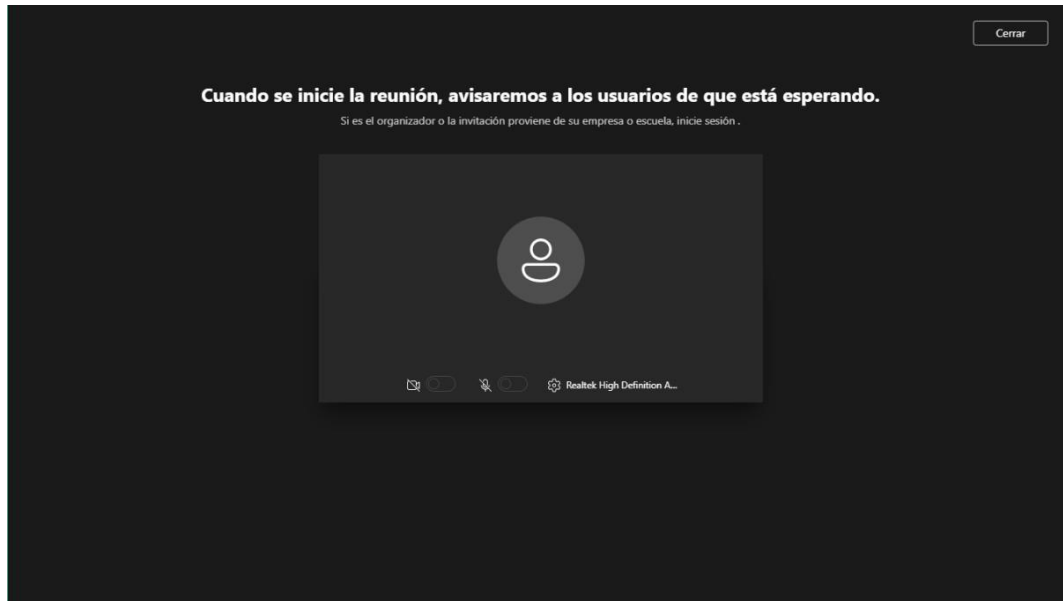 Cerrar
Cuando se inicie la reunión, avisaremos a los usuarios de que está esperando.
Si es el organizador o la invitación proviene de su empresa o escuela, inicie sesión .
Realtek High Definition A...